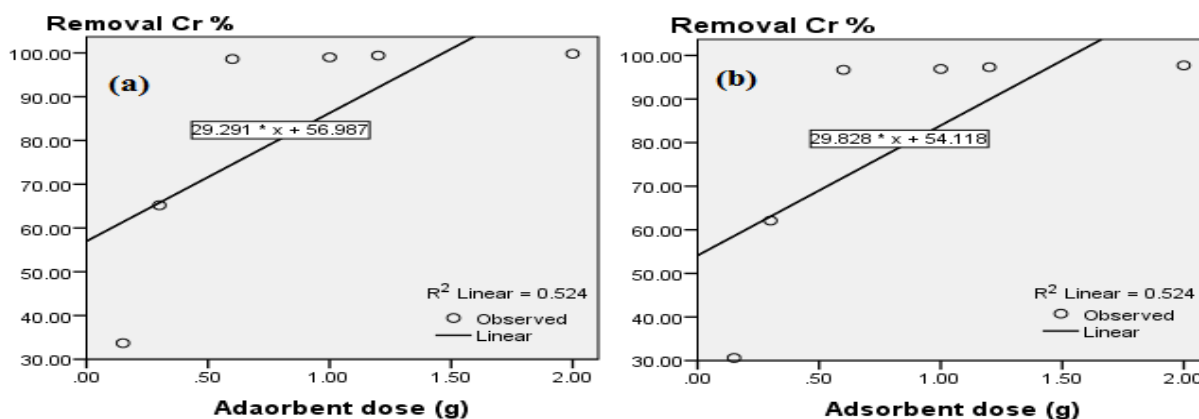 Removal Cr %
100.00
90.00
80.00
70.00
60.00
50.00
40.00
30.00
(a)
29.291 * x + 56.987
R2 Linear = 0.524
Observed
Linear
.00 .50 1.00 1.50 2.00
Adaorbent dose (g)
Removal Cr %
100.00
90.00
80.00
70.00
60.00
50.00
40.00
30.00
(b)
29.828 * x + 54.118
R2 Linear = 0.524
Observed
Linear
.00 .50 1.00 1.50 2.00
Adsorbent dose (g)